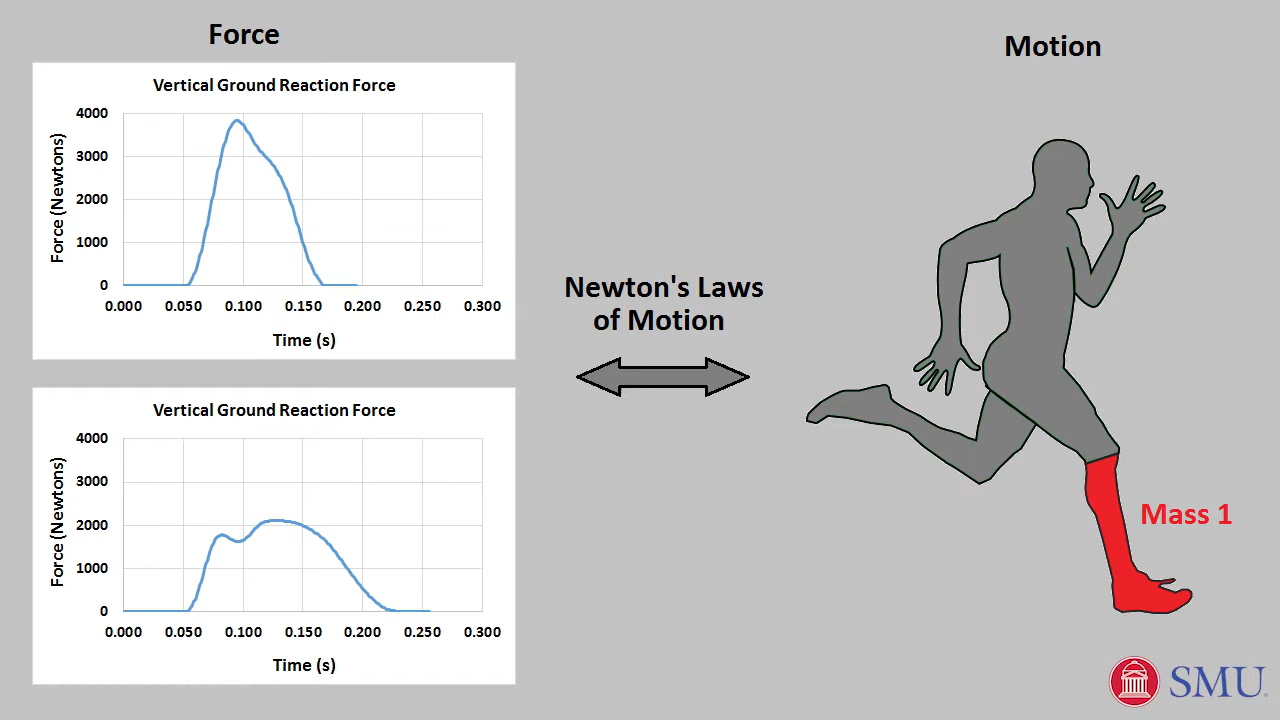 Force
Motion
Vertical Ground Reaction Force
4000
3000
2000
1000
0
Force (Newtons)
0.000 0.050 0.100 0.150 0.200 0.250 0.300
Time (s)
Newton's Laws
of Motion
Vertical Ground Reaction Force
4000
3000
2000
1000
0
Force (Newtons)
0.000 0.050 0.100 0.150 0.200 0.250 0.300
Time (s)
Mass 1
SMU